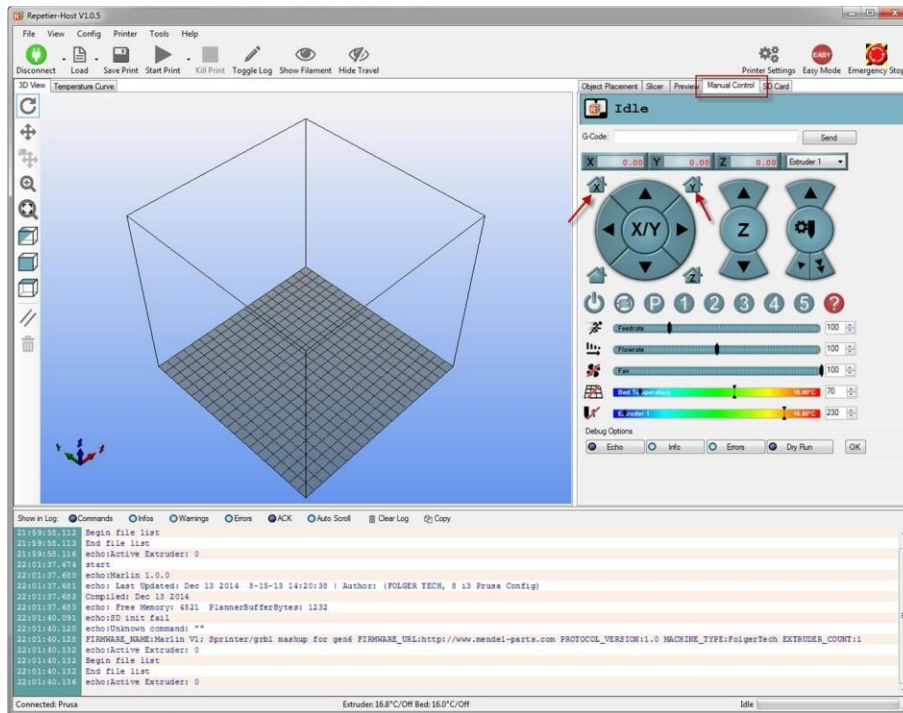 Repetier-Host V1.0.5
File View Config Printer Tools Help
Disconnect Load Save Print Start Print Kill Print Toggle Log Show Filament Hide Travel Printer Settings Easy Mode Emergency Stop
EASY
3D View Temperature Curve
Object Placement Slicer Preview Manual Control SD Card
Idle
G-Code: Send
X 0.00 Y 0.00 Z 0.00 Extruder 1
X Y
X/Y Z
Z
P 1 2 3 4 5 ?
Feedrate 100
Flowrate 100
Fan 100
Bed Temperature 16.00°C 70
Extruder 1 16.80°C 230
Debug Options
Echo Info Errors Dry Run OK
Show in Log: Commands Infos Warnings Errors ACK Auto Scroll Clear Log Copy
21:59:58.112 Begin file list
21:59:58.113 End file list
21:59:58.116 echo:Active Extruder: 0
22:01:37.674 start
22:01:37.680 echo:Marlin 1.0.0
22:01:37.681 echo: Last Updated: Dec 13 2014 8-15-13 14:20:38 | Author: (FOLGER TECH, 8 i3 Prusa Config)
22:01:37.683 Compiled: Dec 13 2014
22:01:37.683 echo: Free Memory: 4521 PlannerBufferBytes: 1232
22:01:40.091 echo:SD init fail
22:01:40.120 echo:Unknown command: ""
22:01:40.128 FIRMWARE_NAME:Marlin V1; Sprinter/grbl mashup for gen6 FIRMWARE_URL:http://www.mendel-parts.com PROTOCOL_VERSION:1.0 MACHINE_TYPE:FolgerTech EXTRUDER_COUNT:1
22:01:40.132 echo:Active Extruder: 0
22:01:40.132 Begin file list
22:01:40.132 End file list
22:01:40.136 echo:Active Extruder: 0
Connected: Prusa Extruder: 16.8°C/Off Bed: 16.0°C/Off Idle